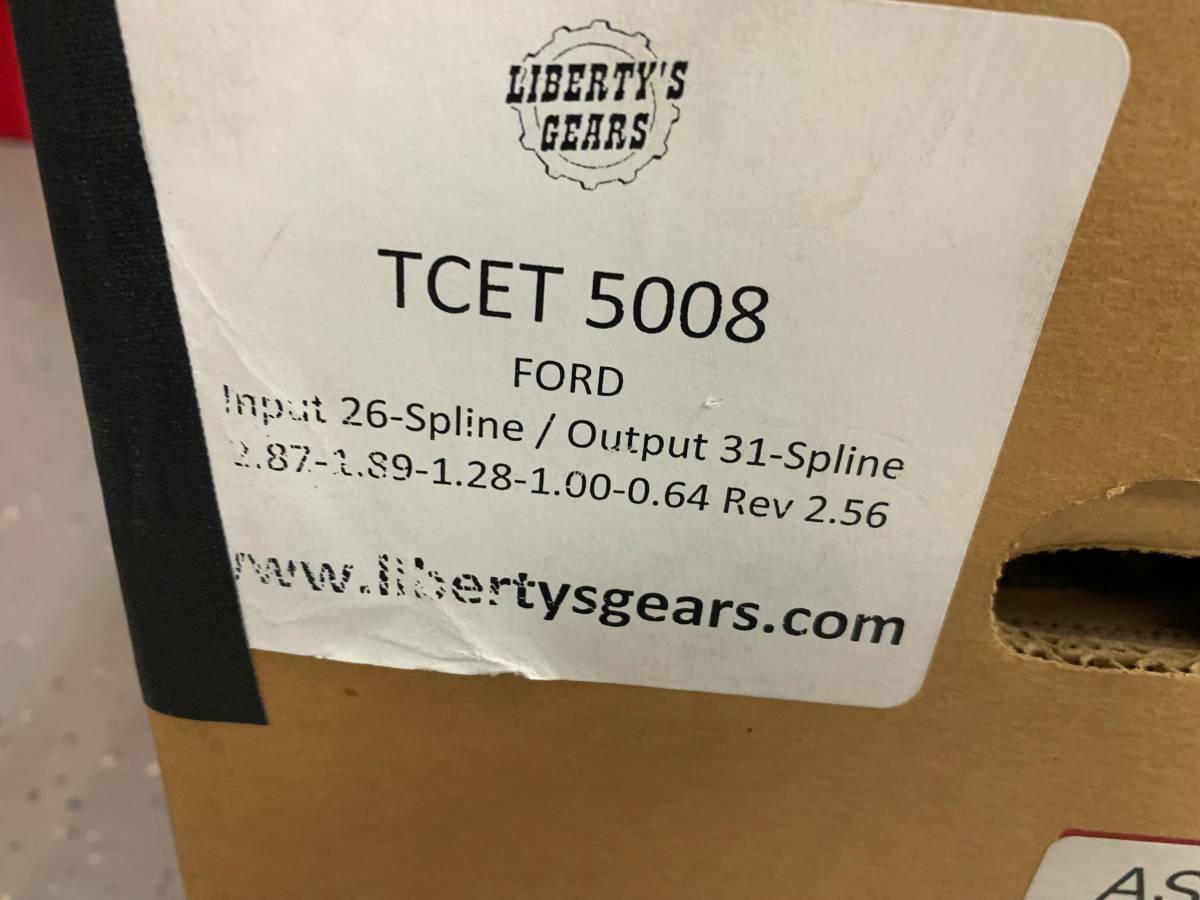 LIBERTY'S
GEARS
TCET 5008
FORD
Input 26-Spline / Output 31-Spline
2.87-1.89-1.28-1.00-0.64 Rev 2.56
www.libertysgears.com
AS